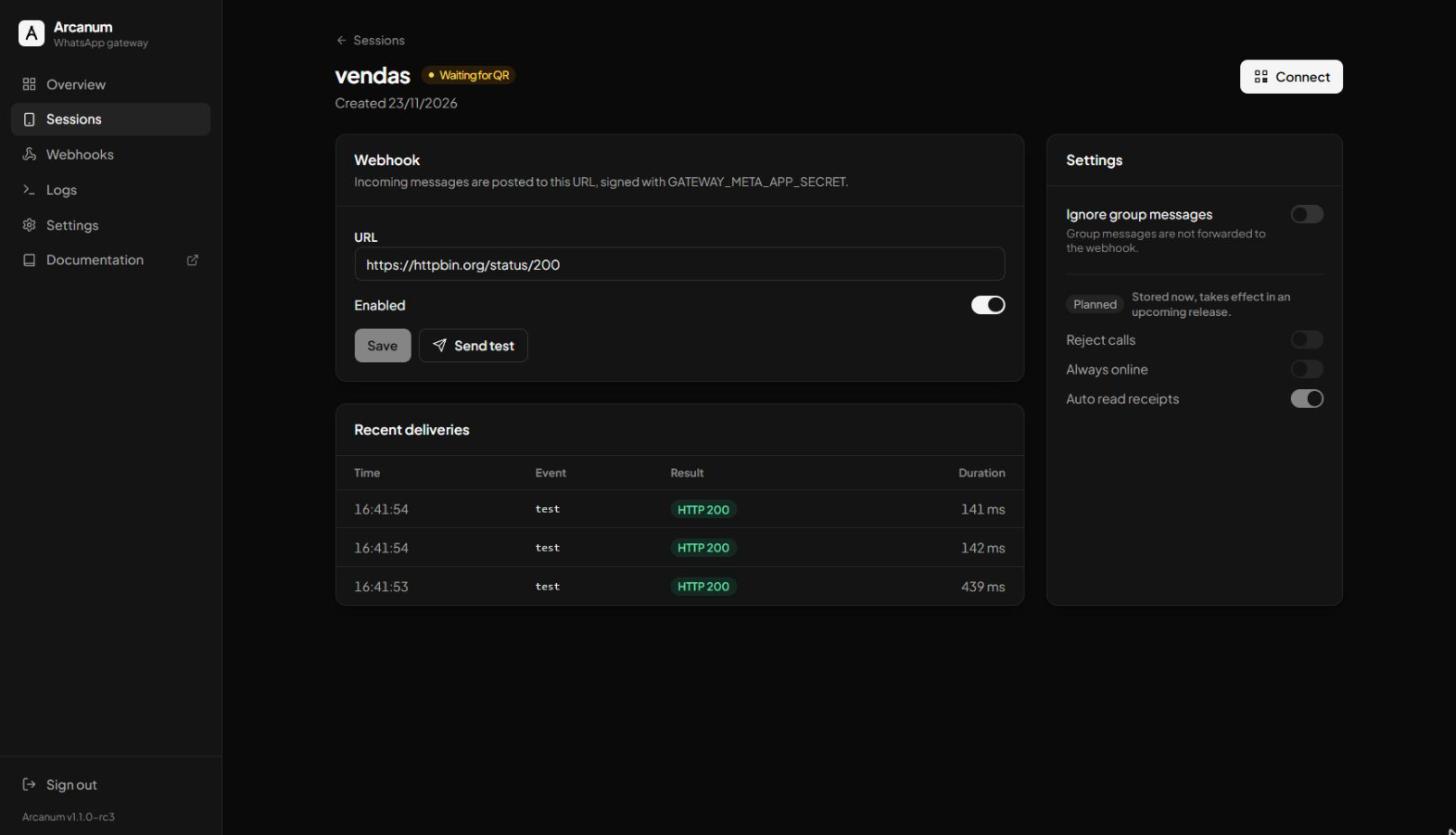 A
Arcanum
WhatsApp gateway
Overview
Sessions
Webhooks
Logs
Settings
Documentation
Sign out
Arcanum v1.1.0-rc3
← Sessions
vendas
Waiting for QR
Created 23/11/2026
Connect
Webhook
Incoming messages are posted to this URL, signed with GATEWAY_META_APP_SECRET.
URL
https://httpbin.org/status/200
Enabled
Save
Send test
Recent deliveries
Time Event Result Duration
16:41:54 test HTTP 200 141 ms
16:41:54 test HTTP 200 142 ms
16:41:53 test HTTP 200 439 ms
Settings
Ignore group messages
Group messages are not forwarded to
the webhook.
Planned
Stored now, takes effect in an
upcoming release.
Reject calls
Always online
Auto read receipts